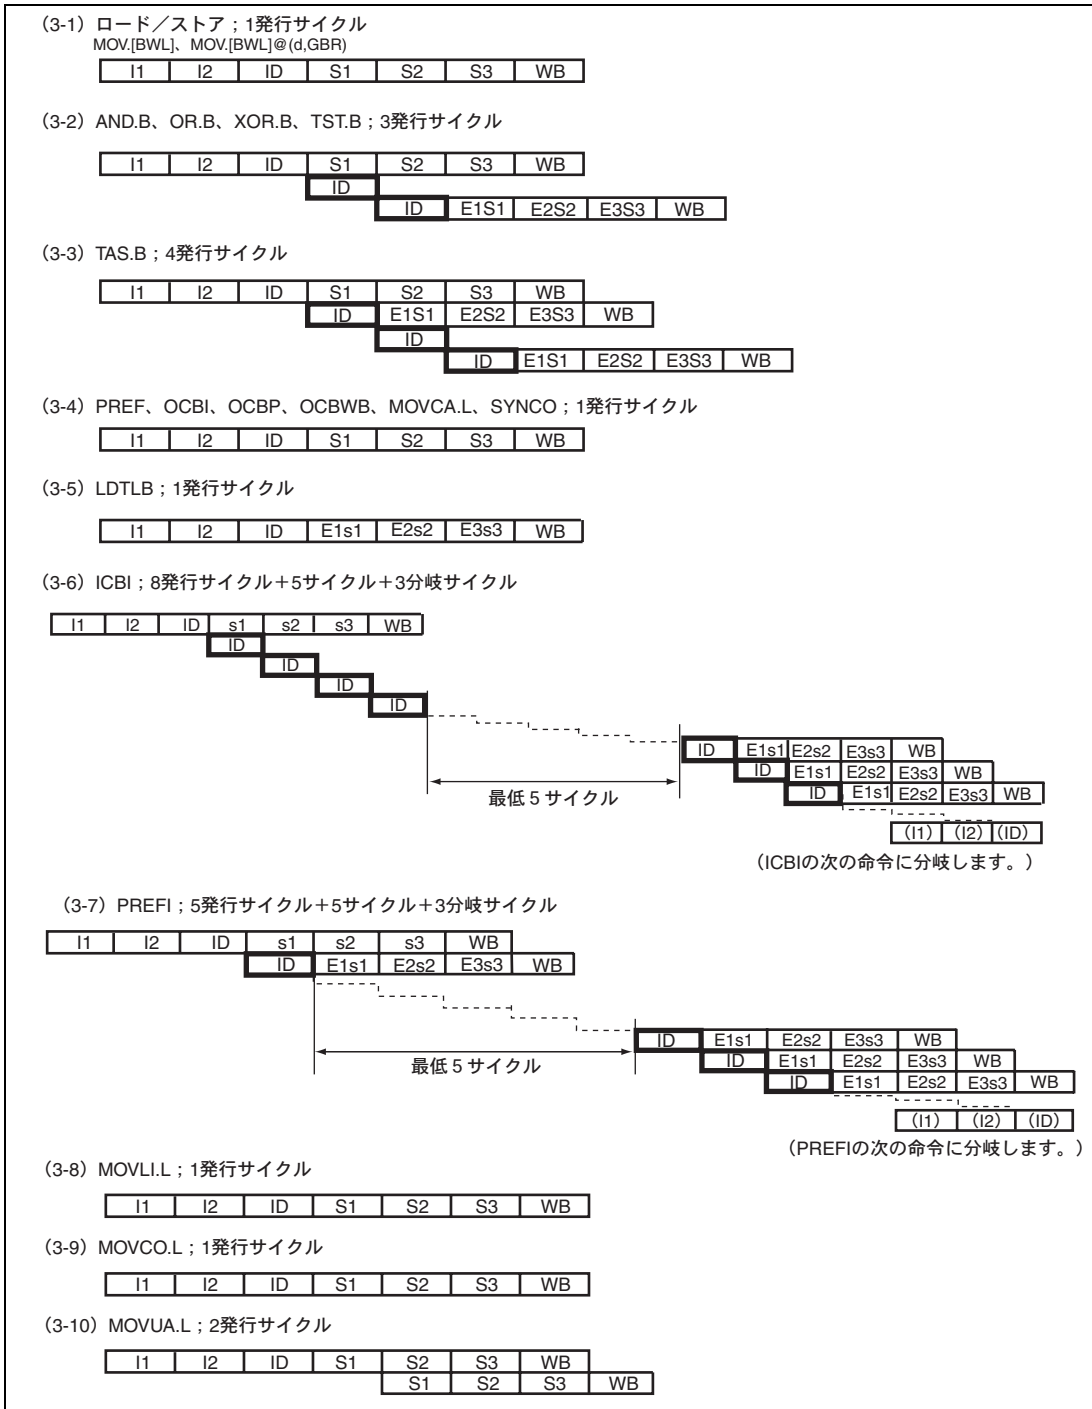 (3-1) ロード／ストア；1発行サイクル
MOV.[BWL]、MOV.[BWL]@(d,GBR)
I1 I2 ID S1 S2 S3 WB
(3-2) AND.B、OR.B、XOR.B、TST.B；3発行サイクル
I1 I2 ID S1 S2 S3 WB
ID
ID E1S1 E2S2 E3S3 WB
(3-3) TAS.B；4発行サイクル
I1 I2 ID S1 S2 S3 WB
ID E1S1 E2S2 E3S3 WB
ID
ID E1S1 E2S2 E3S3 WB
(3-4) PREF、OCBI、OCBP、OCBWB、MOVCA.L、SYNCO；1発行サイクル
I1 I2 ID S1 S2 S3 WB
(3-5) LDTLB；1発行サイクル
I1 I2 ID E1s1 E2s2 E3s3 WB
(3-6) ICBI；8発行サイクル＋5サイクル＋3分岐サイクル
I1 I2 ID s1 s2 s3 WB
ID
ID
ID
ID
ID E1s1 E2s2 E3s3 WB
ID E1s1 E2s2 E3s3 WB
最低5サイクル
ID E1s1 E2s2 E3s3 WB
(I1) (I2) (ID)
(ICBIの次の命令に分岐します。)
(3-7) PREFI；5発行サイクル＋5サイクル＋3分岐サイクル
I1 I2 ID s1 s2 s3 WB
ID E1s1 E2s2 E3s3 WB
ID E1s1 E2s2 E3s3 WB
最低5サイクル
ID E1s1 E2s2 E3s3 WB
ID E1s1 E2s2 E3s3 WB
(I1) (I2) (ID)
(PREFIの次の命令に分岐します。)
(3-8) MOVLI.L；1発行サイクル
I1 I2 ID S1 S2 S3 WB
(3-9) MOVCO.L；1発行サイクル
I1 I2 ID S1 S2 S3 WB
(3-10) MOVUA.L；2発行サイクル
I1 I2 ID S1 S2 S3 WB
S1 S2 S3 WB